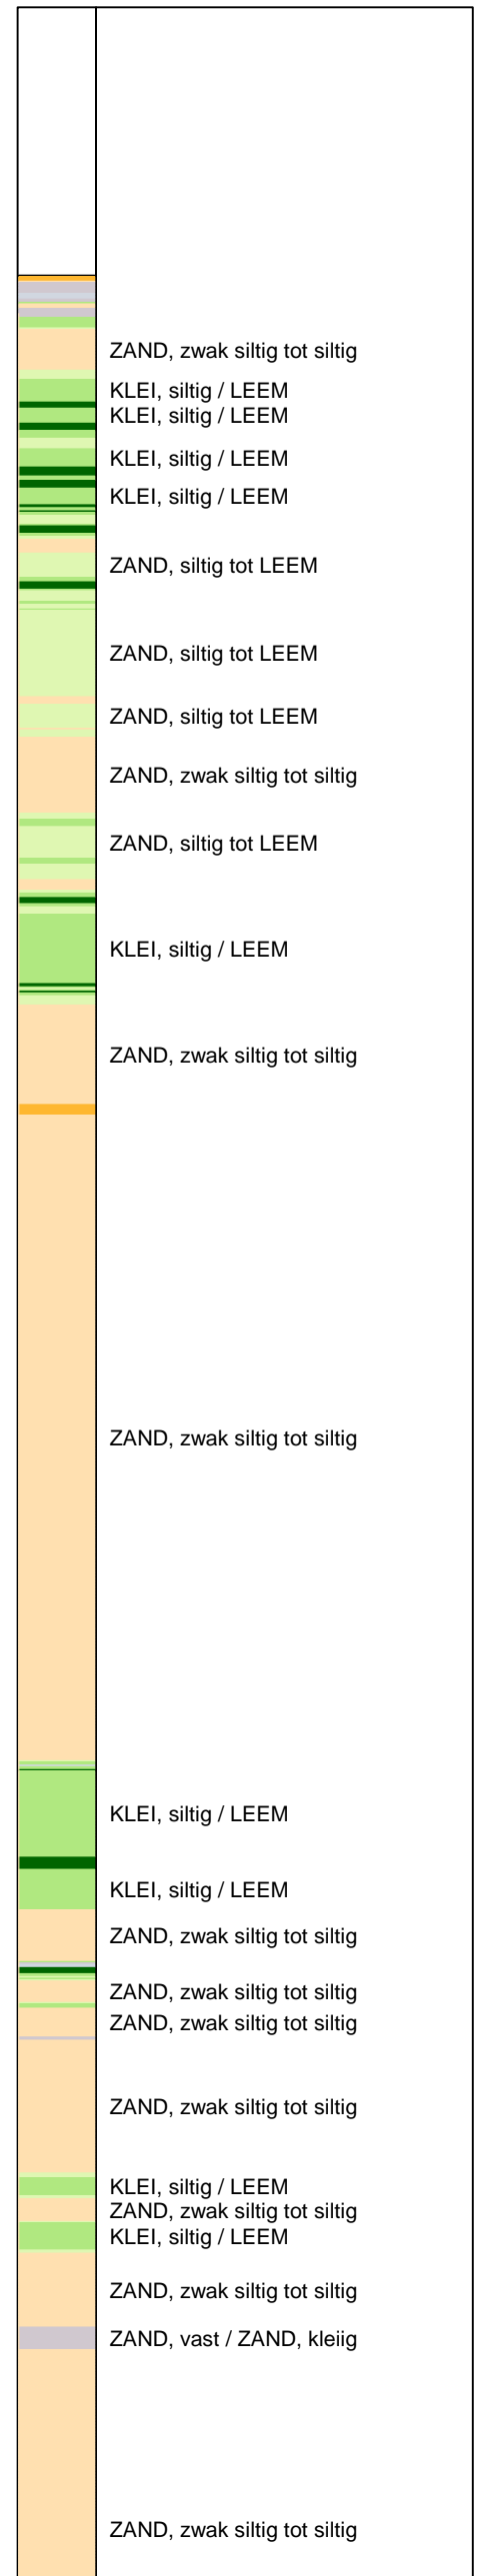 ZAND, zwak siltig tot siltig
KLEI, siltig / LEEM
KLEI, siltig / LEEM
KLEI, siltig / LEEM
KLEI, siltig / LEEM
ZAND, siltig tot LEEM
ZAND, siltig tot LEEM
ZAND, siltig tot LEEM
ZAND, zwak siltig tot siltig
ZAND, siltig tot LEEM
KLEI, siltig / LEEM
ZAND, zwak siltig tot siltig
ZAND, zwak siltig tot siltig
KLEI, siltig / LEEM
KLEI, siltig / LEEM
ZAND, zwak siltig tot siltig
ZAND, zwak siltig tot siltig
ZAND, zwak siltig tot siltig
ZAND, zwak siltig tot siltig
KLEI, siltig / LEEM
ZAND, zwak siltig tot siltig
KLEI, siltig / LEEM
ZAND, zwak siltig tot siltig
ZAND, vast / ZAND, kleiig
ZAND, zwak siltig tot siltig